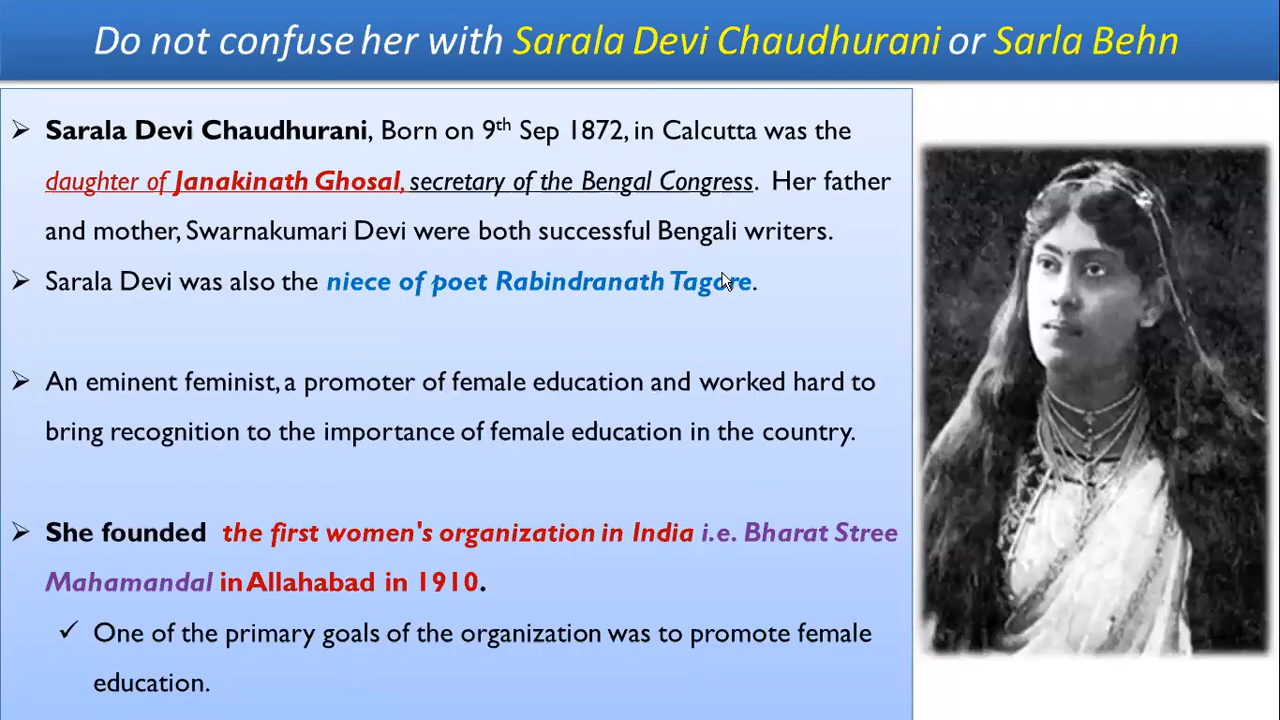 Do not confuse her with Sarala Devi Chaudhurani or Sarla Behn
➢ Sarala Devi Chaudhurani, Born on 9th Sep 1872, in Calcutta was the
daughter of Janakinath Ghosal, secretary of the Bengal Congress. Her father
and mother, Swarnakumari Devi were both successful Bengali writers.
➢ Sarala Devi was also the niece of poet Rabindranath Tagore.
➢ An eminent feminist, a promoter of female education and worked hard to
bring recognition to the importance of female education in the country.
➢ She founded the first women's organization in India i.e. Bharat Stree
Mahamandal in Allahabad in 1910.
✓ One of the primary goals of the organization was to promote female
education.